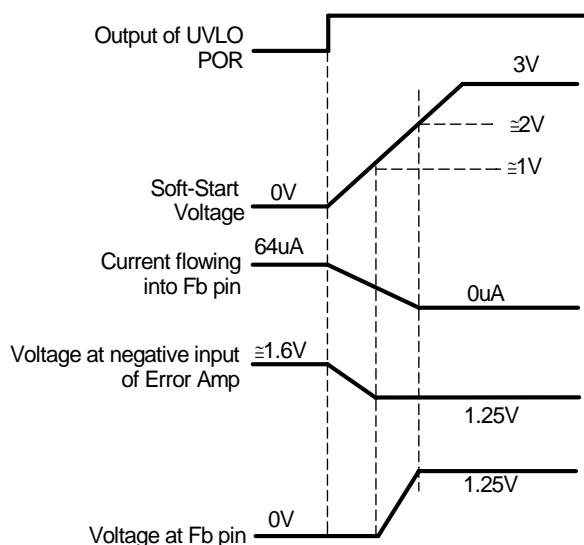 Output of UVLO
POR
3V
≅2V
≅1V
Soft-Start
Voltage
0V
64uA
Current flowing
into Fb pin
0uA
Voltage at negative input
of Error Amp
≅1.6V
1.25V
1.25V
0V
Voltage at Fb pin